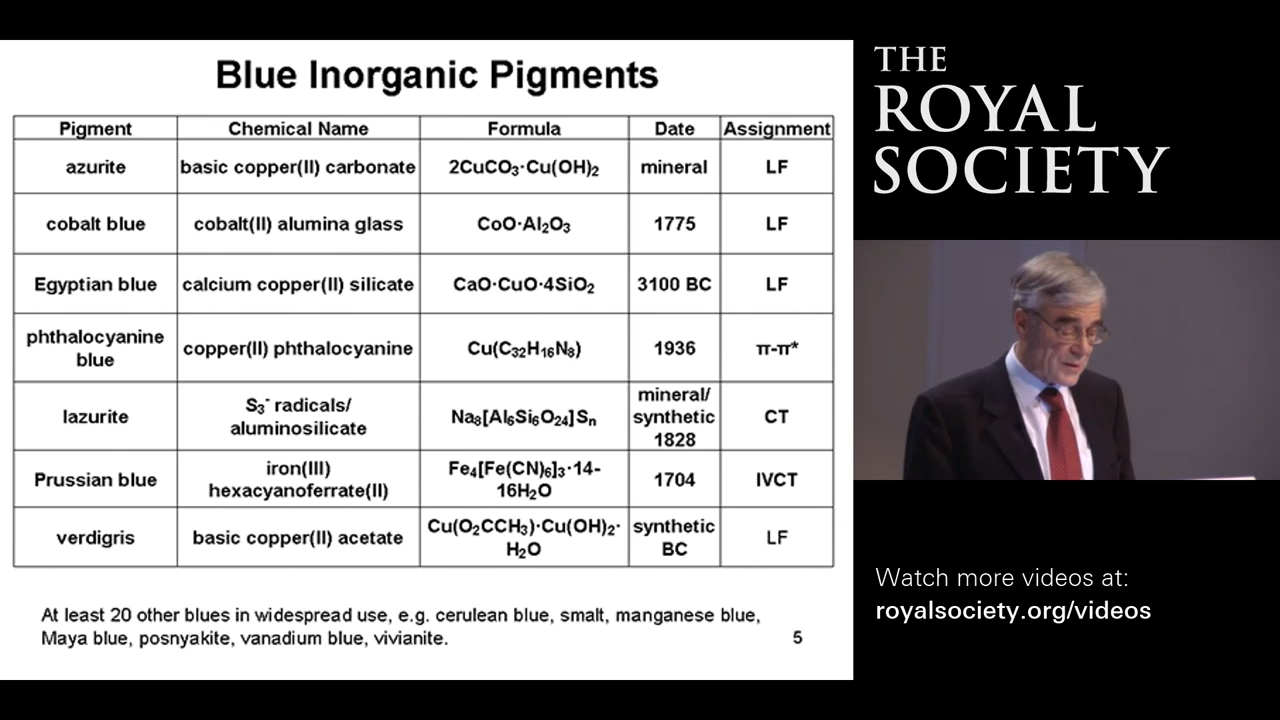 Blue Inorganic Pigments
Pigment Chemical Name Formula Date Assignment
azurite basic copper(II) carbonate 2CuCO₃·Cu(OH)₂ mineral LF
cobalt blue cobalt(II) alumina glass CoO·Al₂O₃ 1775 LF
Egyptian blue calcium copper(II) silicate CaO·CuO·4SiO₂ 3100 BC LF
phthalocyanine
blue
copper(II) phthalocyanine Cu(C₃₂H₁₆N₈) 1936 π-π*
lazurite
S₃⁻ radicals/
aluminosilicate
Na₈[Al₆Si₆O₂₄]Sₙ
mineral/
synthetic
1828
CT
Prussian blue
iron(III)
hexacyanoferrate(II)
Fe₄[Fe(CN)₆]₃·14-
16H₂O
1704 IVCT
verdigris basic copper(II) acetate
Cu(O₂CCH₃)·Cu(OH)₂·
H₂O
synthetic
BC
LF
At least 20 other blues in widespread use, e.g. cerulean blue, smalt, manganese blue,
Maya blue, posnyakite, vanadium blue, vivianite.
5
THE
ROYAL
SOCIETY
Watch more videos at:
royalsociety.org/videos